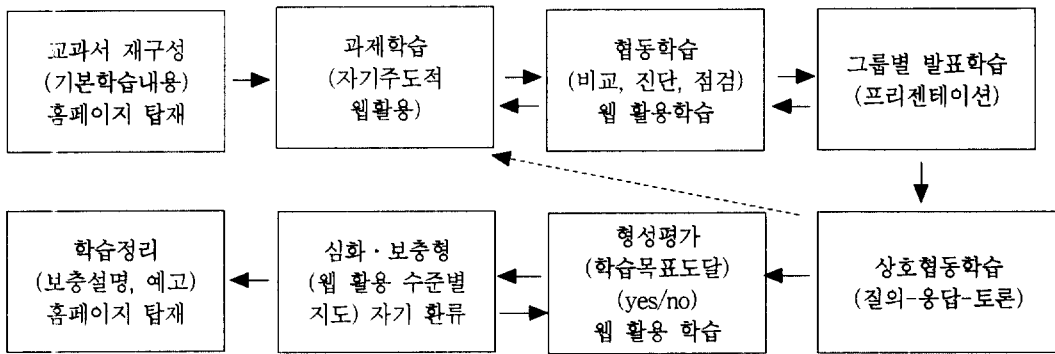 교과서 재구성
(기본학습내용)
홈페이지 탑재
과제학습
(자기주도적
웹활용)
협동학습
(비교, 진단, 점검)
웹 활용학습
그룹별 발표학습
(프리젠테이션)
학습정리
(보충설명, 예고)
홈페이지 탑재
심화 · 보충형
(웹 활용 수준별
지도) 자기 환류
형성평가
(학습목표도달)
(yes/no)
웹 활용 학습
상호협동학습
(질의-응답-토론)